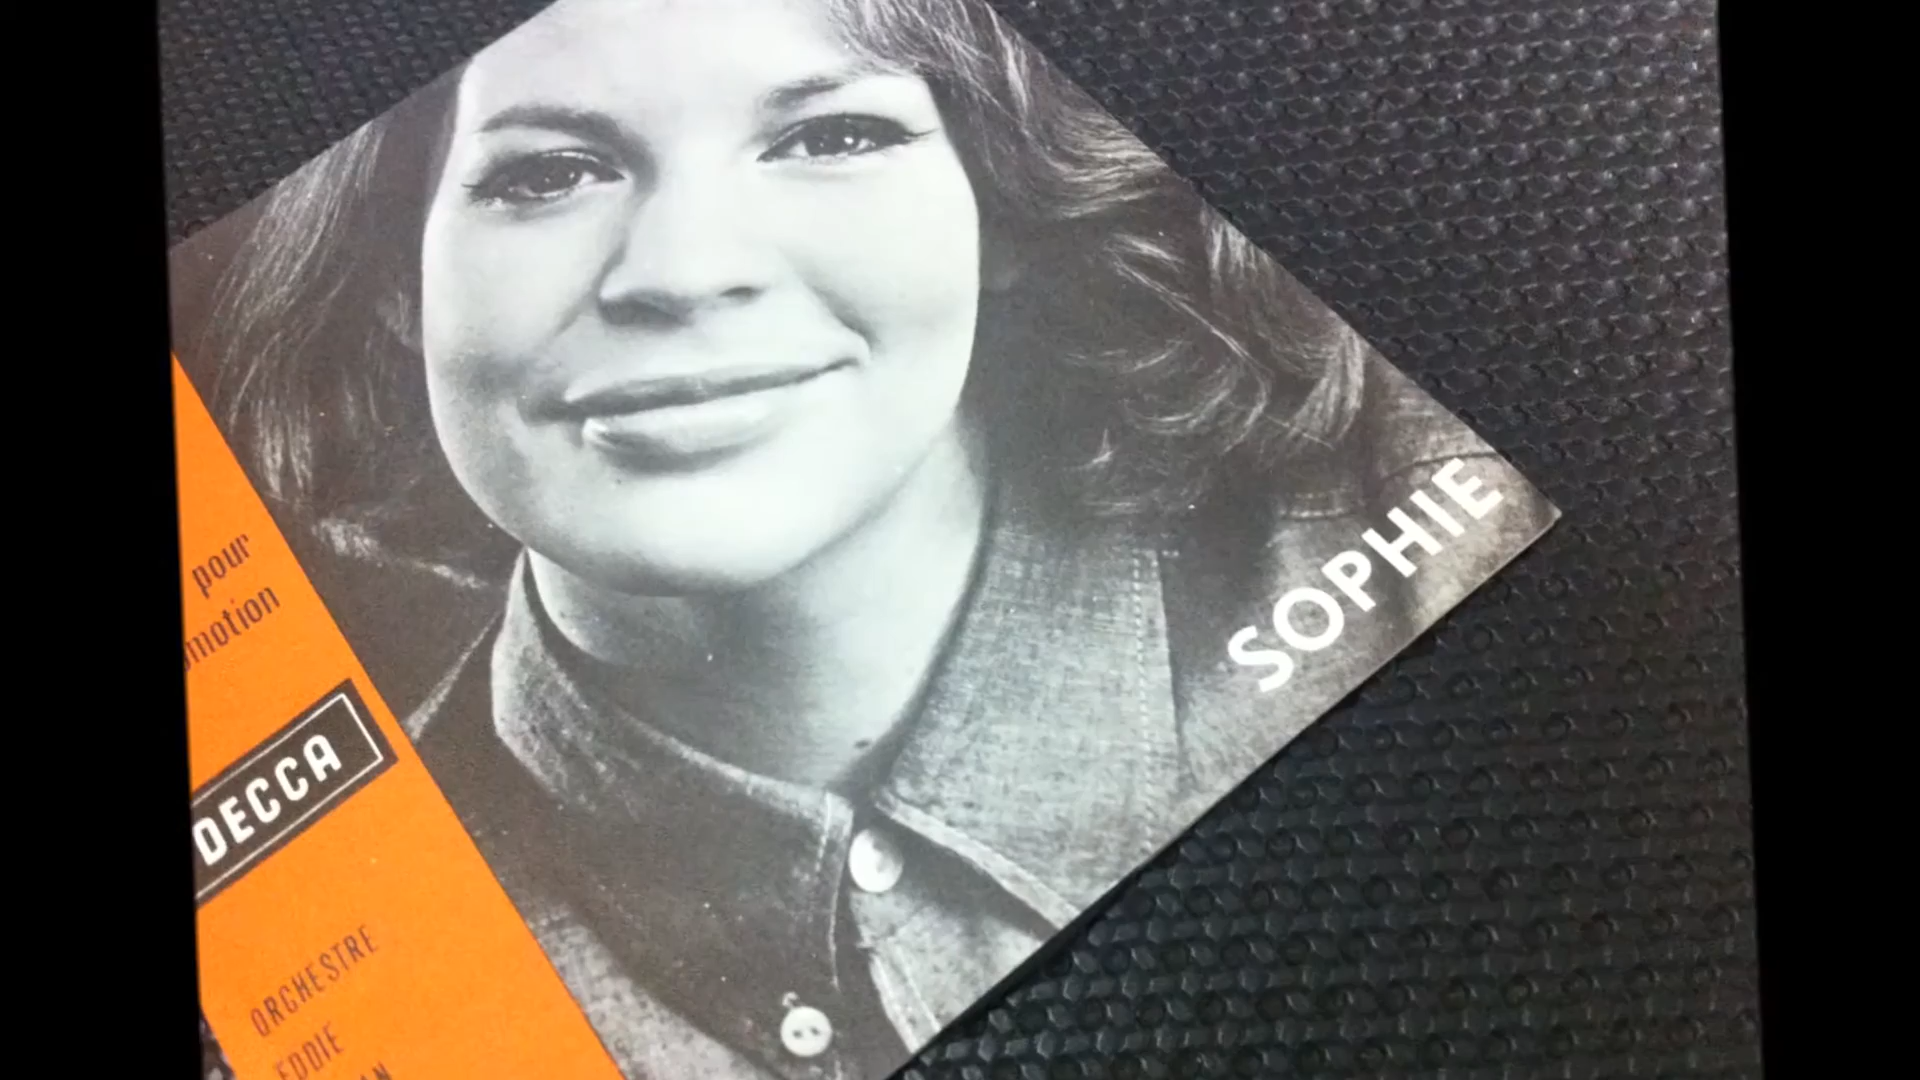 pour
motion
DECCA
ORCHESTRE
EDDIE
SOPHIE